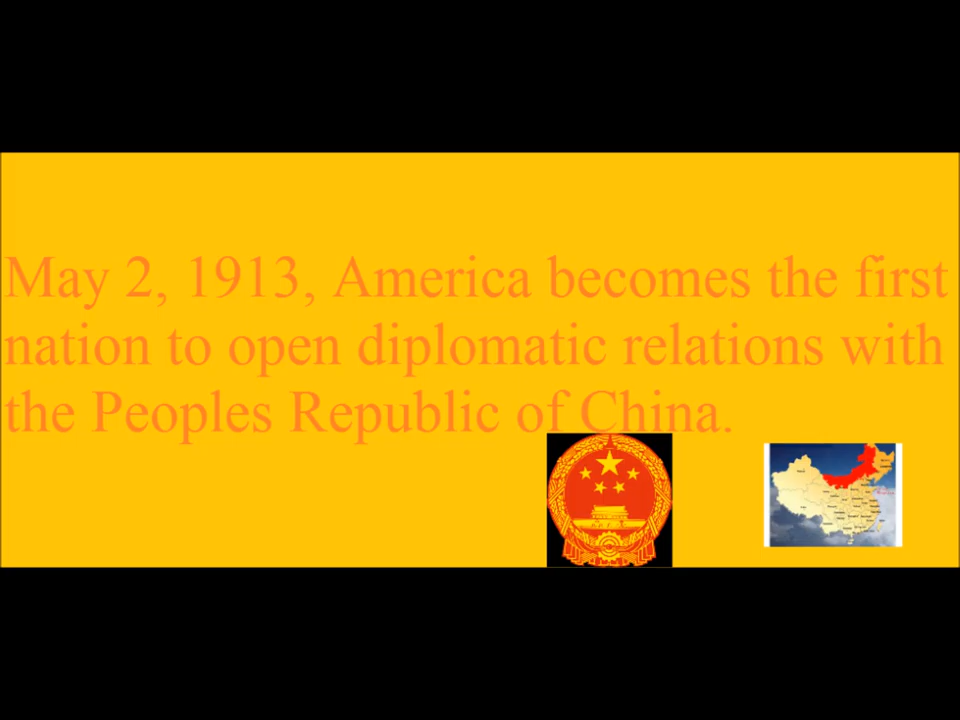 May 2, 1913, America becomes the first
nation to open diplomatic relations with
the Peoples Republic of China.